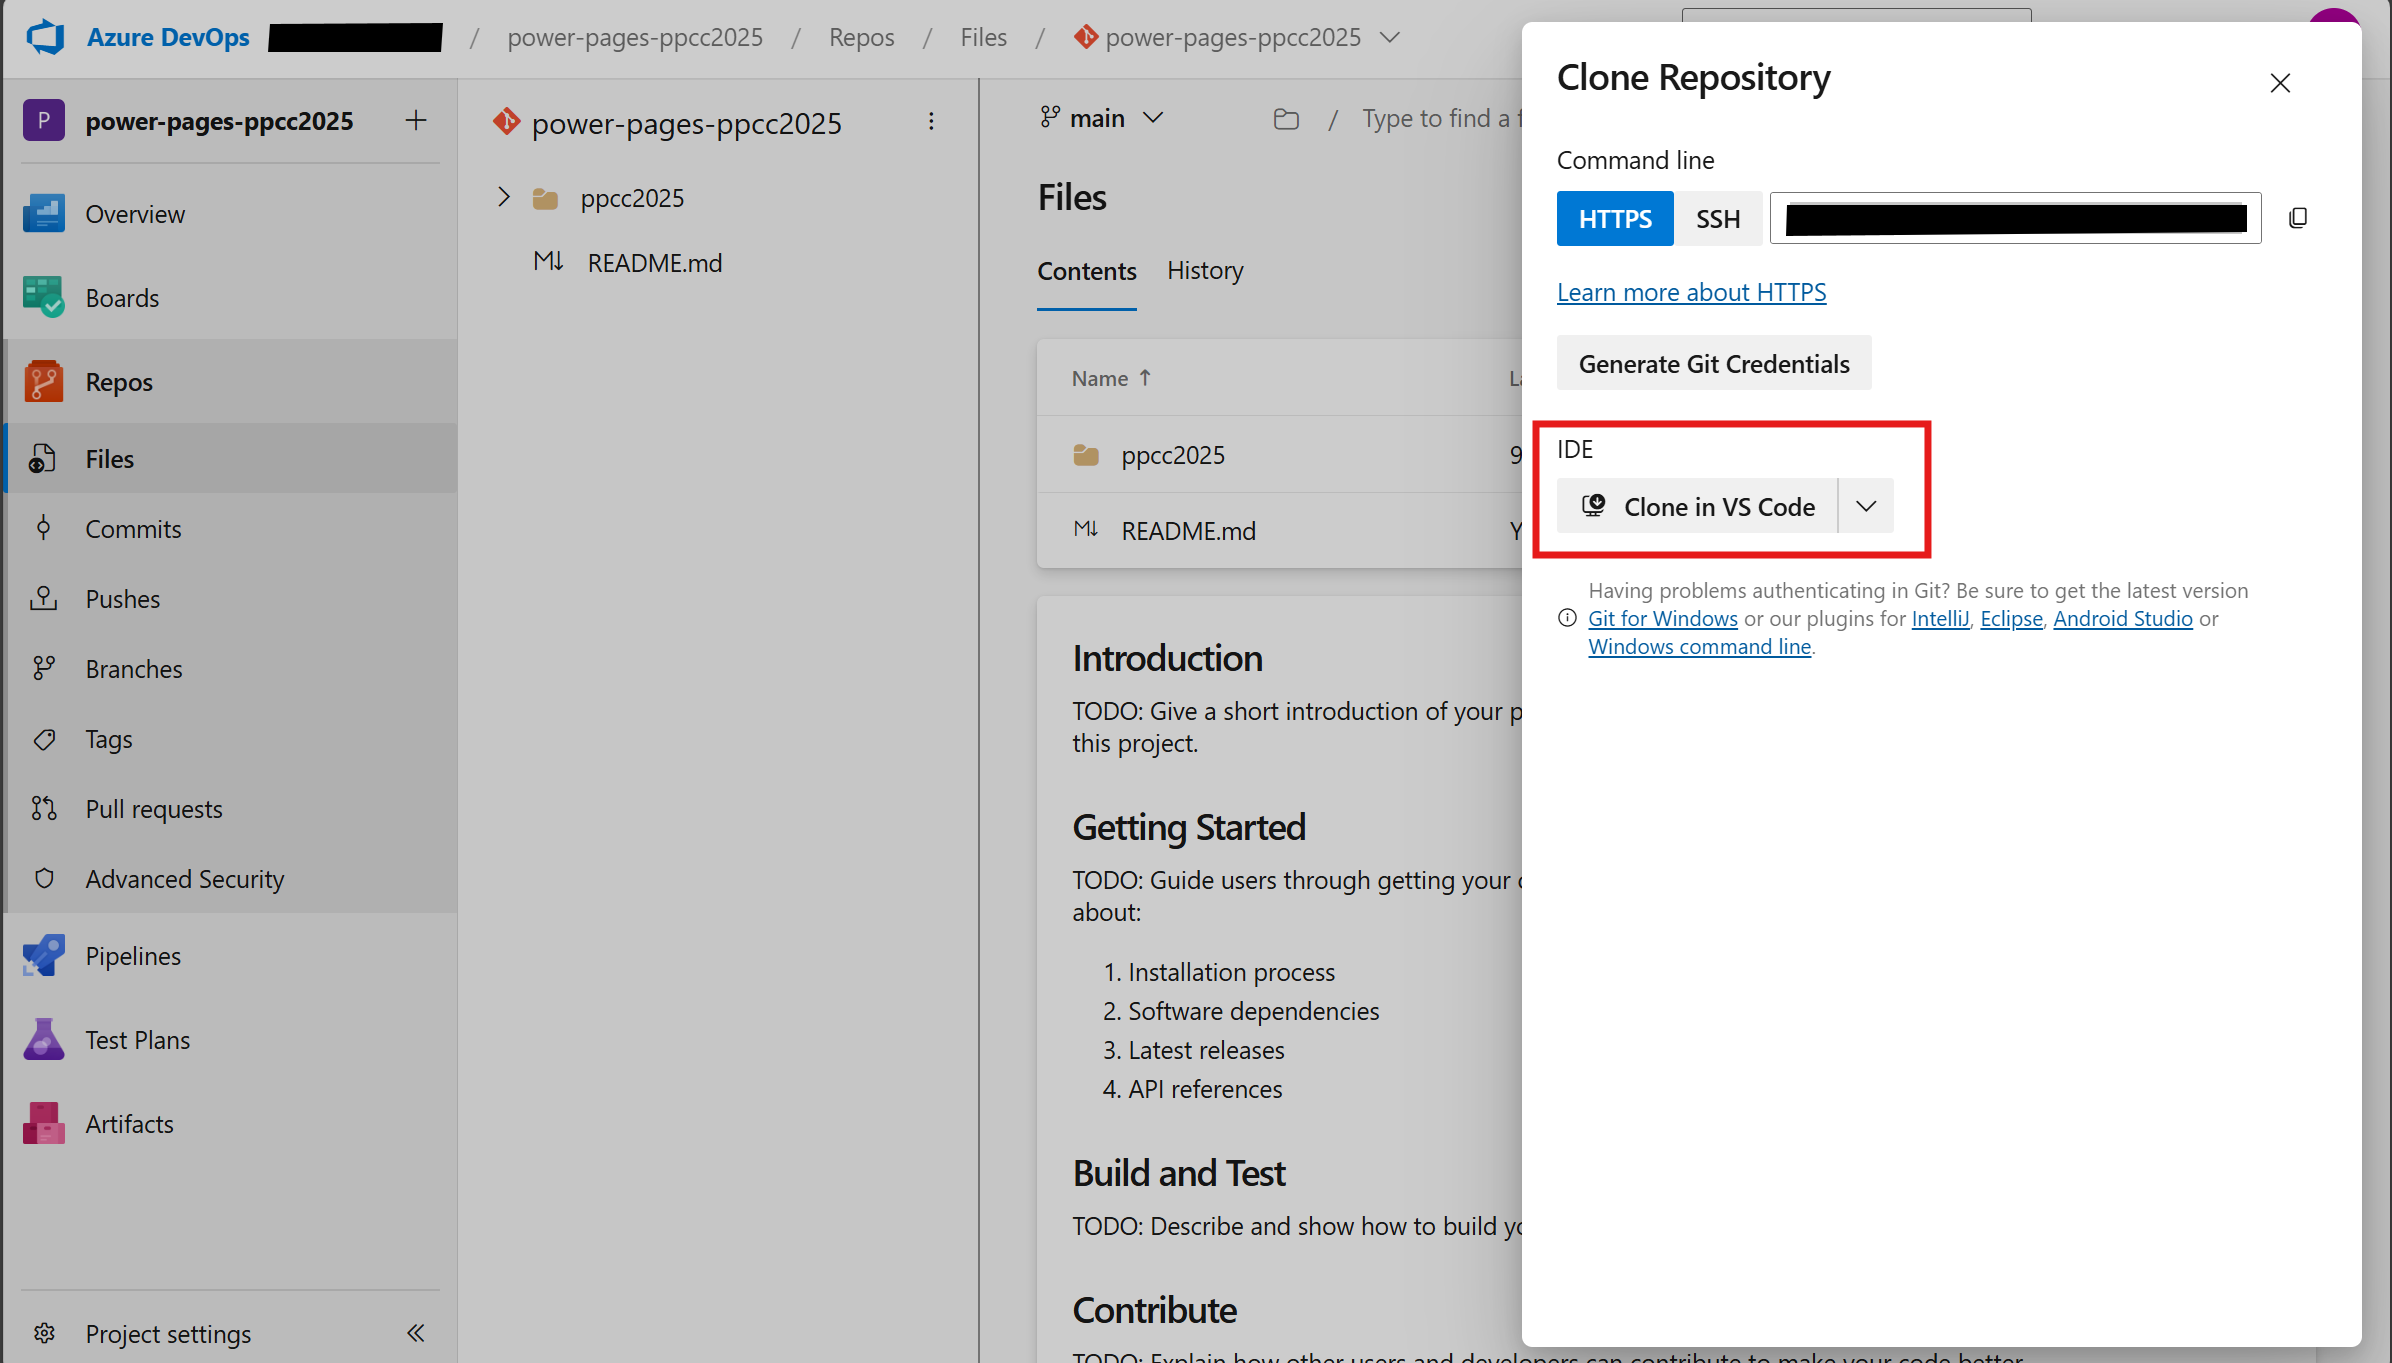 Azure DevOps / power-pages-ppcc2025 / Repos / Files / power-pages-ppcc2025
P power-pages-ppcc2025
Overview
Boards
Repos
Files
Commits
Pushes
Branches
Tags
Pull requests
Advanced Security
Pipelines
Test Plans
Artifacts
Project settings
power-pages-ppcc2025
ppcc2025
README.md
main / Type to find a f
Files
Contents History
Name
ppcc2025 9
README.md Y
Introduction
TODO: Give a short introduction of your p
this project.
Getting Started
TODO: Guide users through getting your c
about:
1. Installation process
2. Software dependencies
3. Latest releases
4. API references
Build and Test
TODO: Describe and show how to build yo
Contribute
TODO: Explain how other users and developers can contribute to make your code better.
Clone Repository
Command line
HTTPS SSH
Learn more about HTTPS
Generate Git Credentials
IDE
Clone in VS Code
Having problems authenticating in Git? Be sure to get the latest version
Git for Windows or our plugins for IntelliJ, Eclipse, Android Studio or
Windows command line.